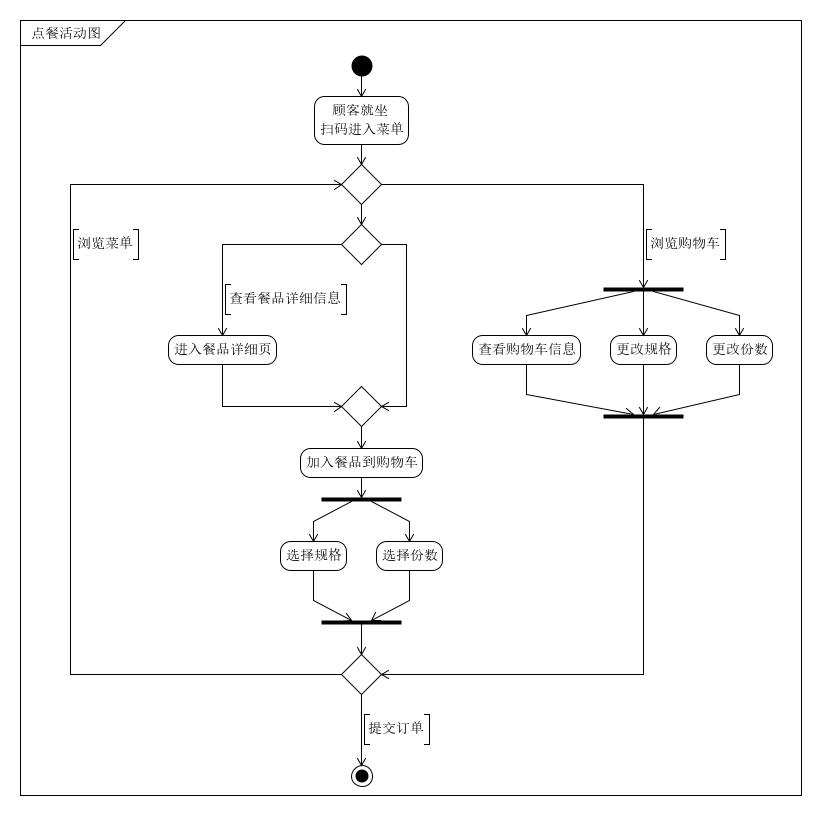 点餐活动图
顾客就坐
扫码进入菜单
浏览菜单
浏览购物车
查看餐品详细信息
进入餐品详细页
查看购物车信息
更改规格
更改份数
加入餐品到购物车
选择规格
选择份数
提交订单